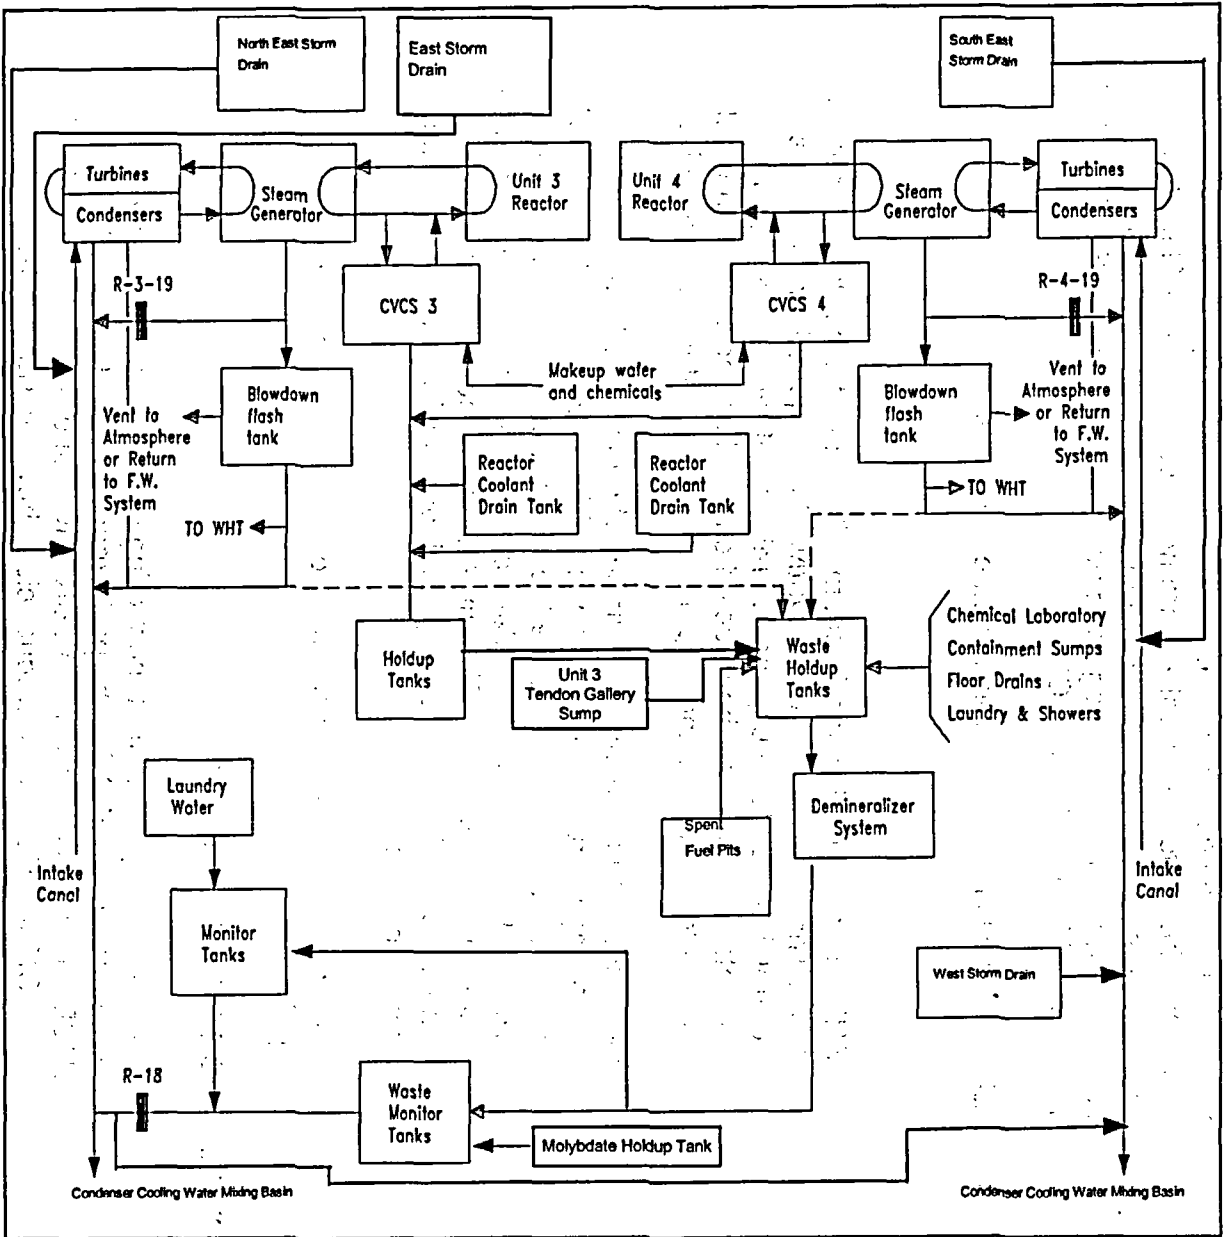 North East Storm
Drain
East Storm
Drain
South East
Storm Drain
Turbines
Condensers
Steam
Generator
Unit 3
Reactor
Unit 4
Reactor
Steam
Generator
Turbines
Condensers
R-3-19
CVCS 3
CVCS 4
R-4-19
Makeup water
and chemicals
Blowdown
flash
tank
Vent to
Atmosphere
or Return
to F.W.
System
Blowdown
flash
tank
Vent to
Atmosphere
or Return
to F.W.
System
Reactor
Coolant
Drain Tank
Reactor
Coolant
Drain Tank
TO WHT
TO WHT
Holdup
Tanks
Unit 3
Tendon Gallery
Sump
Waste
Holdup
Tanks
Chemical Laboratory
Containment Sumps
Floor Drains
Laundry & Showers
Laundry
Water
Demineralizer
System
Spent
Fuel Pits
Intake
Canal
Intake
Canal
Monitor
Tanks
West Storm Drain
R-18
Waste
Monitor
Tanks
Molybdate Holdup Tank
Condenser Cooling Water Mixing Basin
Condenser Cooling Water Mixing Basin